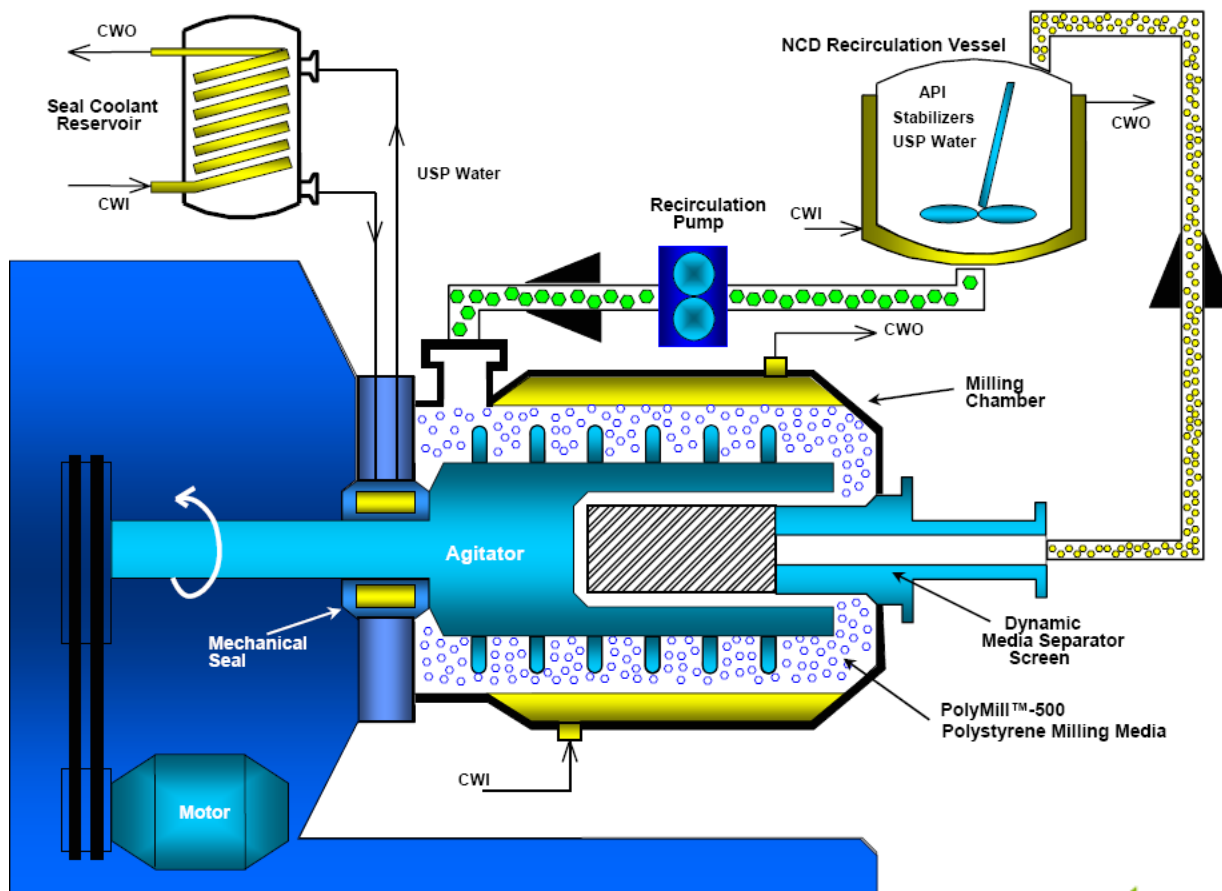 CWO
Seal Coolant
Reservoir
CWI
USP Water
NCD Recirculation Vessel
API
Stabilizers
USP Water
CWO
CWI
Recirculation
Pump
CWO
Milling
Chamber
Agitator
Mechanical
Seal
Dynamic
Media Separator
Screen
PolyMill™-500
Polystyrene Milling Media
CWI
Motor